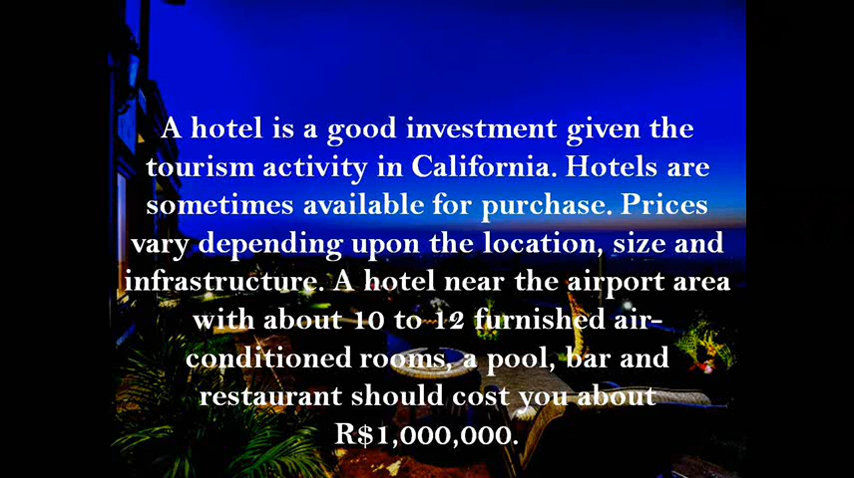 A hotel is a good investment given the
tourism activity in California. Hotels are
sometimes available for purchase. Prices
vary depending upon the location, size and
infrastructure. A hotel near the airport area
with about 10 to 12 furnished air-
conditioned rooms, a pool, bar and
restaurant should cost you about
R$1,000,000.